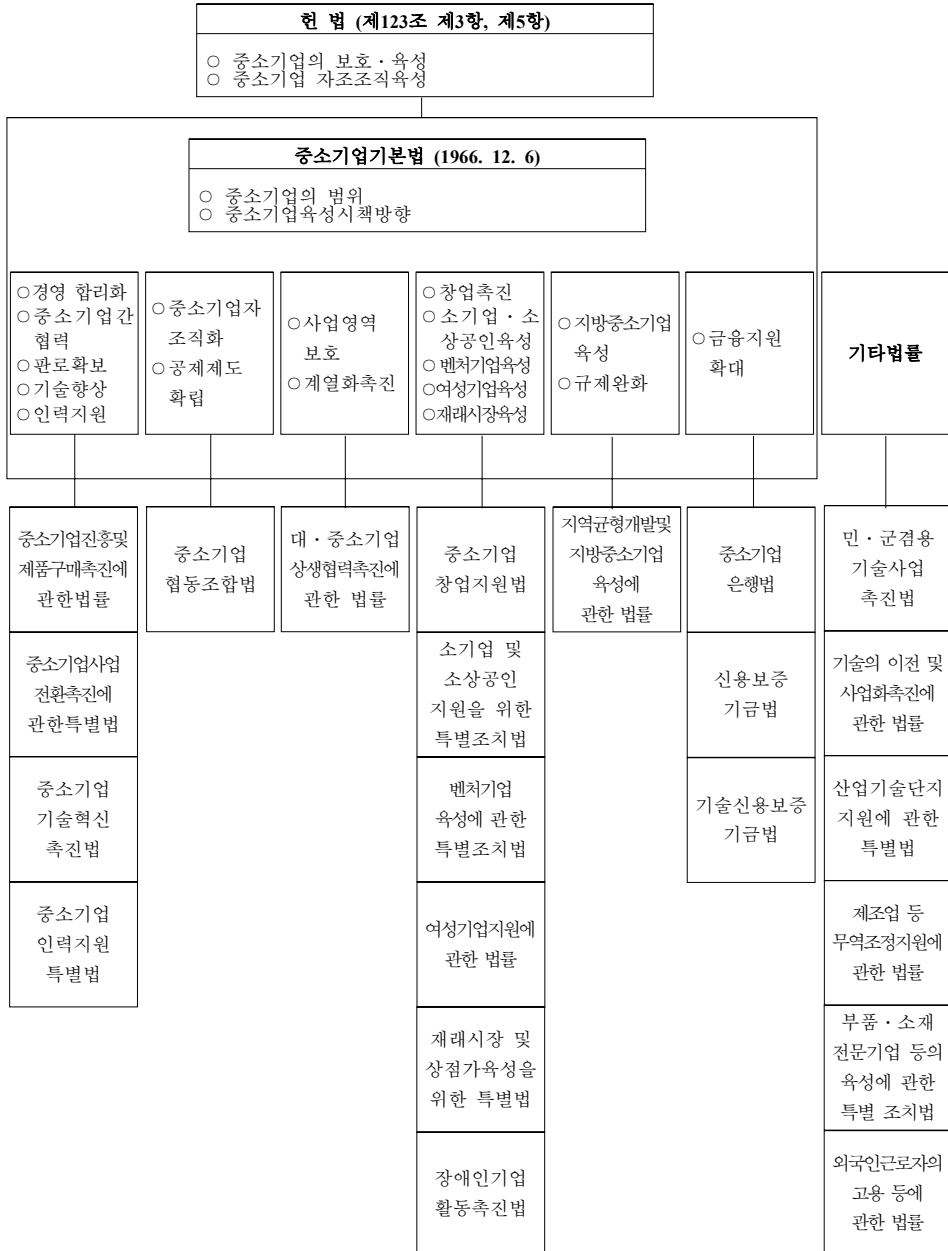 헌 법 (제123조 제3항, 제5항)
○ 중소기업의 보호·육성
○ 중소기업 자조조직육성
중소기업기본법 (1966. 12. 6)
○ 중소기업의 범위
○ 중소기업육성시책방향
○경영 합리화
○중소기업간
협력
○판로확보
○기술향상
○인력지원
○중소기업자
조직화
○공제제도
확립
○사업영역
보호
○계열화촉진
○창업촉진
○소기업·소
상공인육성
○벤처기업육성
○여성기업육성
○재래시장육성
○지방중소기업
육성
○규제완화
○금융지원
확대
기타법률
중소기업진흥및
제품구매촉진에
관한법률
중소기업사업
전환촉진에
관한특별법
중소기업
기술혁신
촉진법
중소기업
인력지원
특별법
중소기업
협동조합법
대·중소기업
상생협력촉진에
관한 법률
중소기업
창업지원법
소기업 및
소상공인
지원을 위한
특별조치법
벤처기업
육성에 관한
특별조치법
여성기업지원에
관한 법률
재래시장 및
상점가육성을
위한 특별법
장애인기업
활동촉진법
지역균형개발및
지방중소기업
육성에
관한 법률
중소기업
은행법
신용보증
기금법
기술신용보증
기금법
민·군겸용
기술사업
촉진법
기술의 이전 및
사업화촉진에
관한 법률
산업기술단지
지원에 관한
특별법
제조업 등
무역조정지원에
관한 법률
부품·소재
전문기업 등의
육성에 관한
특별 조치법
외국인근로자의
고용 등에
관한 법률